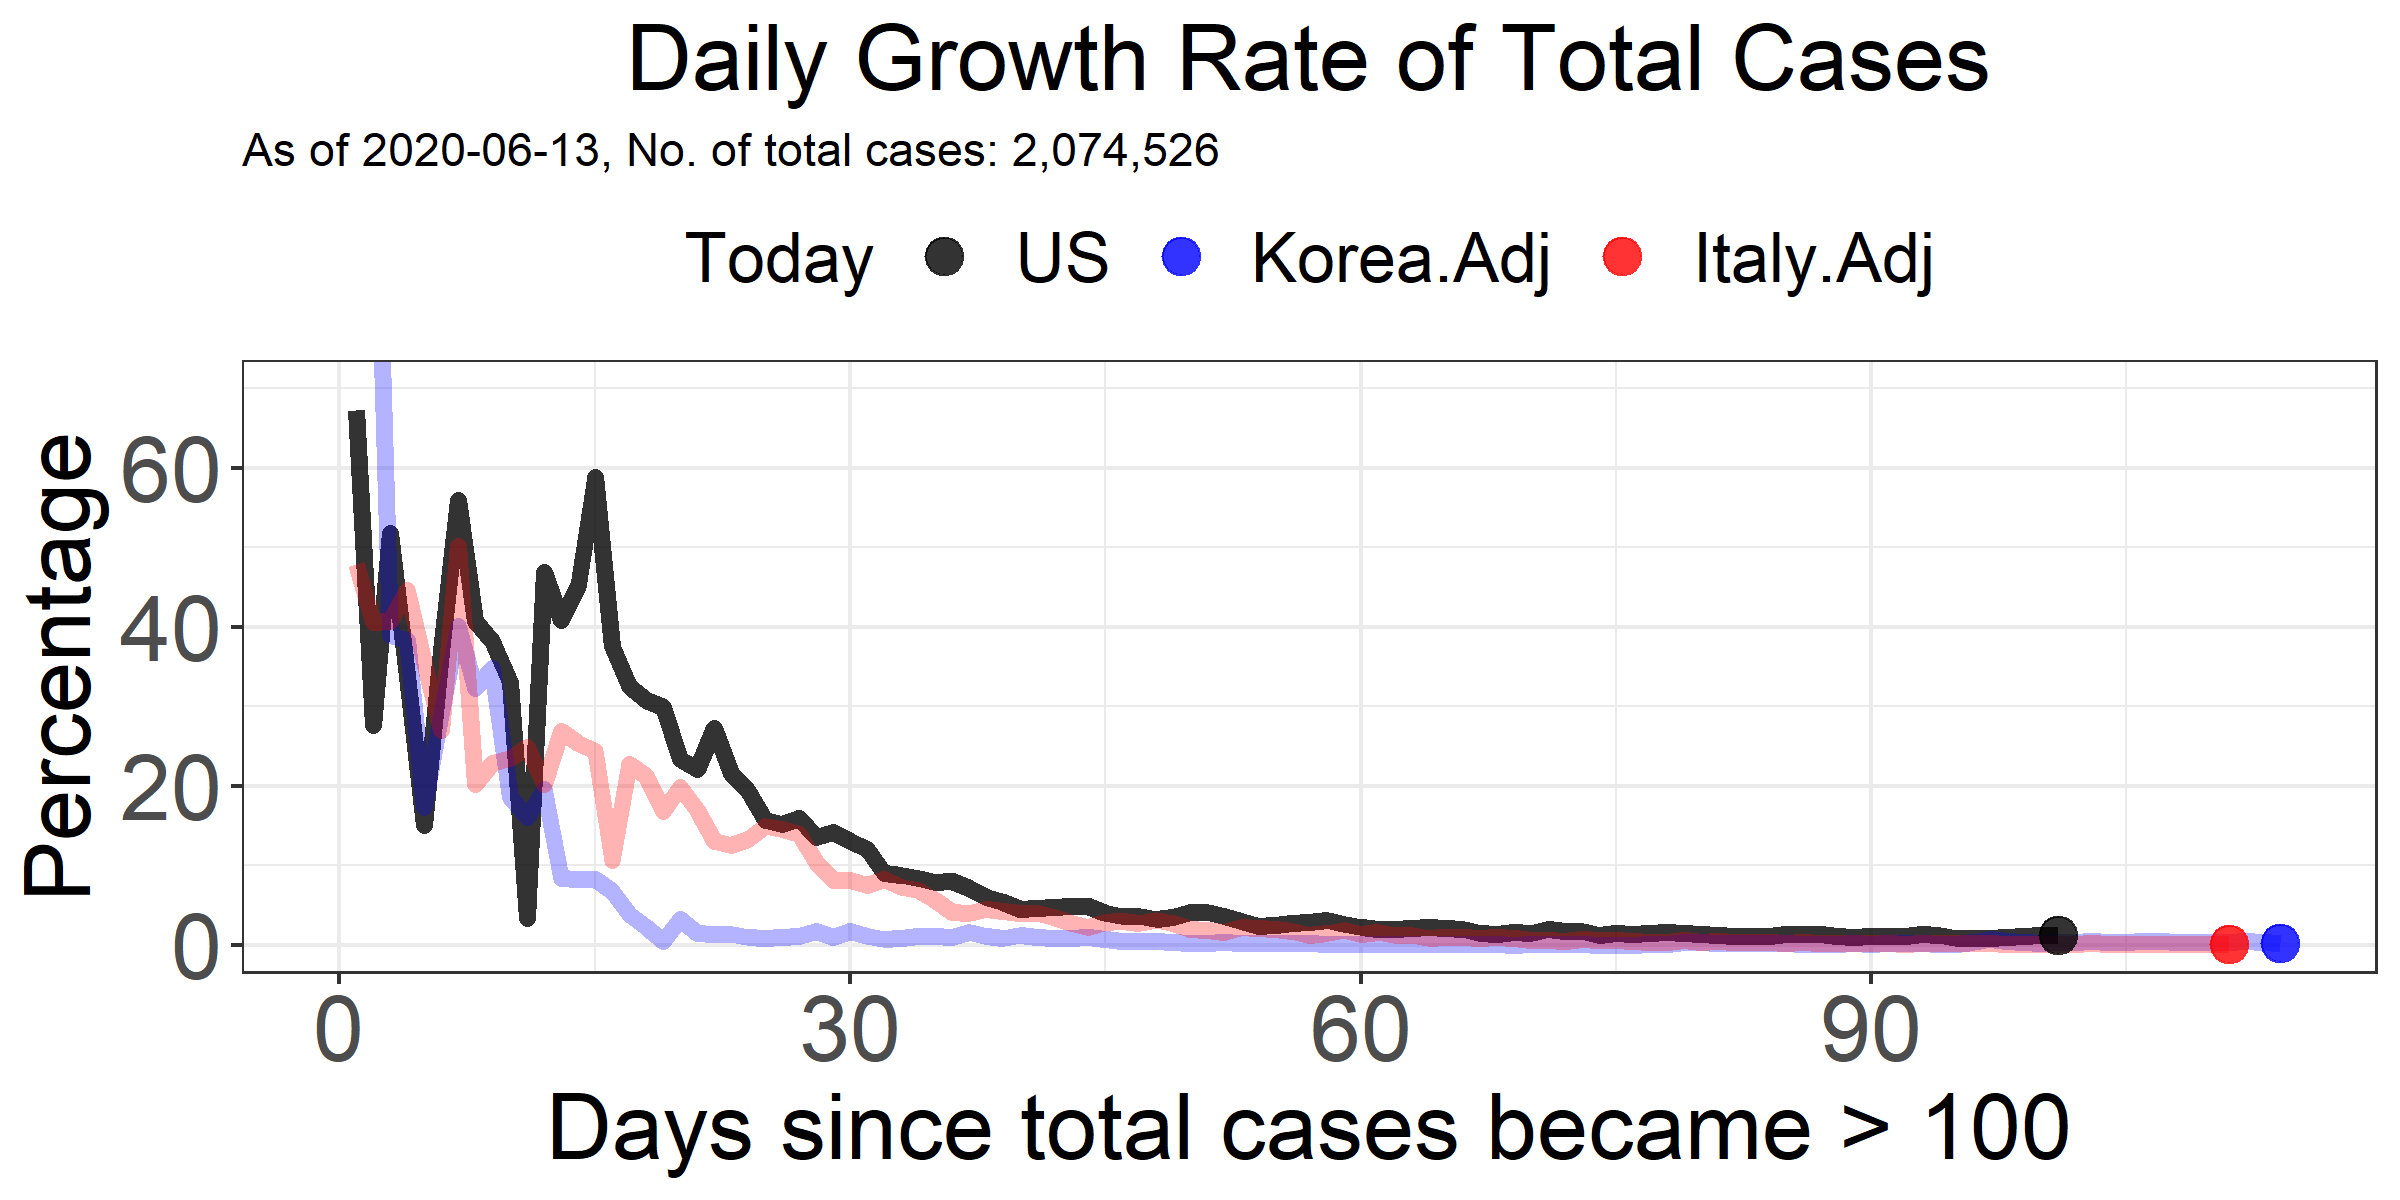 Daily Growth Rate of Total Cases
As of 2020-06-13, No. of total cases: 2,074,526
Today US Korea.Adj Italy.Adj
Percentage
60
40
20
0
0 30 60 90
Days since total cases became > 100